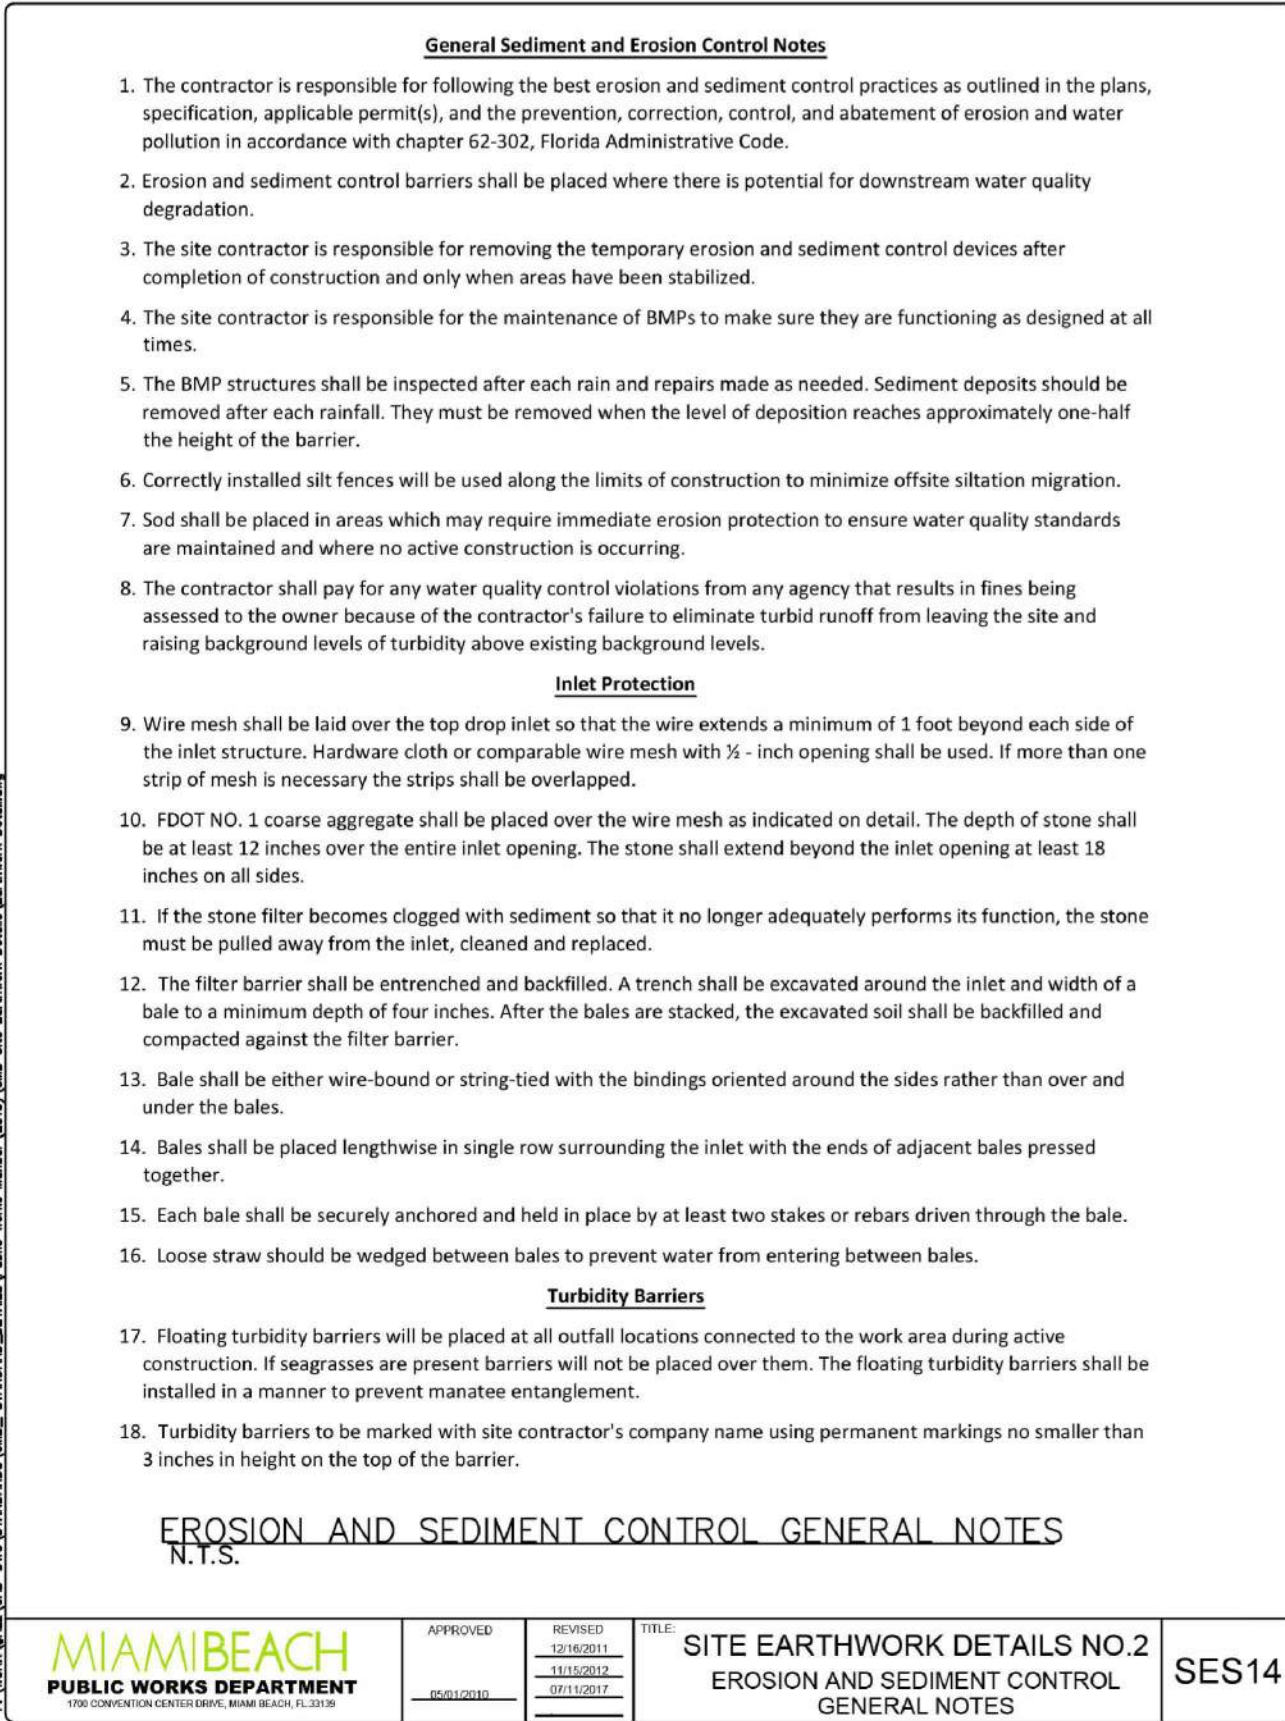 General Sediment and Erosion Control Notes
1. The contractor is responsible for following the best erosion and sediment control practices as outlined in the plans,
specification, applicable permit(s), and the prevention, correction, control, and abatement of erosion and water
pollution in accordance with chapter 62-302, Florida Administrative Code.
2. Erosion and sediment control barriers shall be placed where there is potential for downstream water quality
degradation.
3. The site contractor is responsible for removing the temporary erosion and sediment control devices after
completion of construction and only when areas have been stabilized.
4. The site contractor is responsible for the maintenance of BMPs to make sure they are functioning as designed at all
times.
5. The BMP structures shall be inspected after each rain and repairs made as needed. Sediment deposits should be
removed after each rainfall. They must be removed when the level of deposition reaches approximately one-half
the height of the barrier.
6. Correctly installed silt fences will be used along the limits of construction to minimize offsite siltation migration.
7. Sod shall be placed in areas which may require immediate erosion protection to ensure water quality standards
are maintained and where no active construction is occurring.
8. The contractor shall pay for any water quality control violations from any agency that results in fines being
assessed to the owner because of the contractor's failure to eliminate turbid runoff from leaving the site and
raising background levels of turbidity above existing background levels.
Inlet Protection
9. Wire mesh shall be laid over the top drop inlet so that the wire extends a minimum of 1 foot beyond each side of
the inlet structure. Hardware cloth or comparable wire mesh with ½ - inch opening shall be used. If more than one
strip of mesh is necessary the strips shall be overlapped.
10. FDOT NO. 1 coarse aggregate shall be placed over the wire mesh as indicated on detail. The depth of stone shall
be at least 12 inches over the entire inlet opening. The stone shall extend beyond the inlet opening at least 18
inches on all sides.
11. If the stone filter becomes clogged with sediment so that it no longer adequately performs its function, the stone
must be pulled away from the inlet, cleaned and replaced.
12. The filter barrier shall be entrenched and backfilled. A trench shall be excavated around the inlet and width of a
bale to a minimum depth of four inches. After the bales are stacked, the excavated soil shall be backfilled and
compacted against the filter barrier.
13. Bale shall be either wire-bound or string-tied with the bindings oriented around the sides rather than over and
under the bales.
14. Bales shall be placed lengthwise in single row surrounding the inlet with the ends of adjacent bales pressed
together.
15. Each bale shall be securely anchored and held in place by at least two stakes or rebars driven through the bale.
16. Loose straw should be wedged between bales to prevent water from entering between bales.
Turbidity Barriers
17. Floating turbidity barriers will be placed at all outfall locations connected to the work area during active
construction. If seagrasses are present barriers will not be placed over them. The floating turbidity barriers shall be
installed in a manner to prevent manatee entanglement.
18. Turbidity barriers to be marked with site contractor's company name using permanent markings no smaller than
3 inches in height on the top of the barrier.
EROSION AND SEDIMENT CONTROL GENERAL NOTES
N.T.S.
MIAMIBEACH
PUBLIC WORKS DEPARTMENT
1700 CONVENTION CENTER DRIVE, MIAMI BEACH, FL.33139
APPROVED
05/01/2010
REVISED
12/16/2011
11/15/2012
07/11/2017
TITLE:
SITE EARTHWORK DETAILS NO.2
EROSION AND SEDIMENT CONTROL
GENERAL NOTES
SES14